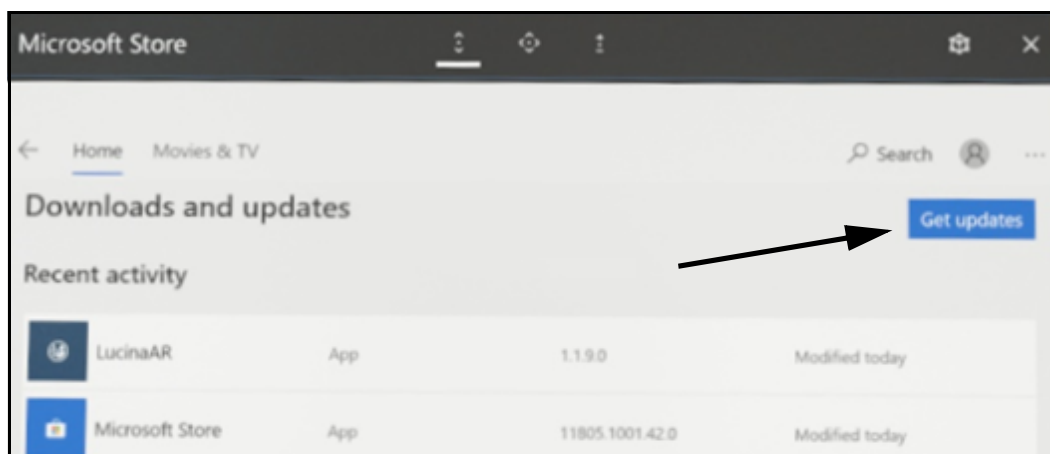 Microsoft Store
Home Movies & TV Search
Downloads and updates
Get updates
Recent activity
LucinaAR App 1.1.9.0 Modified today
Microsoft Store App 11805.1001.42.0 Modified today